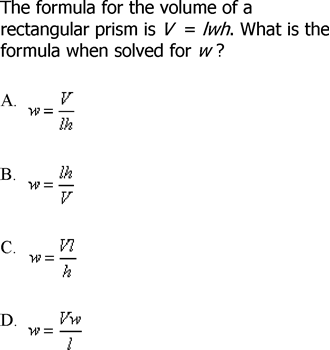 The formula for the volume of a
rectangular prism is V = lwh. What is the
formula when solved for w ?
A. w = V/lh
B. w = lh/V
C. w = Vl/h
D. w = Vw/l